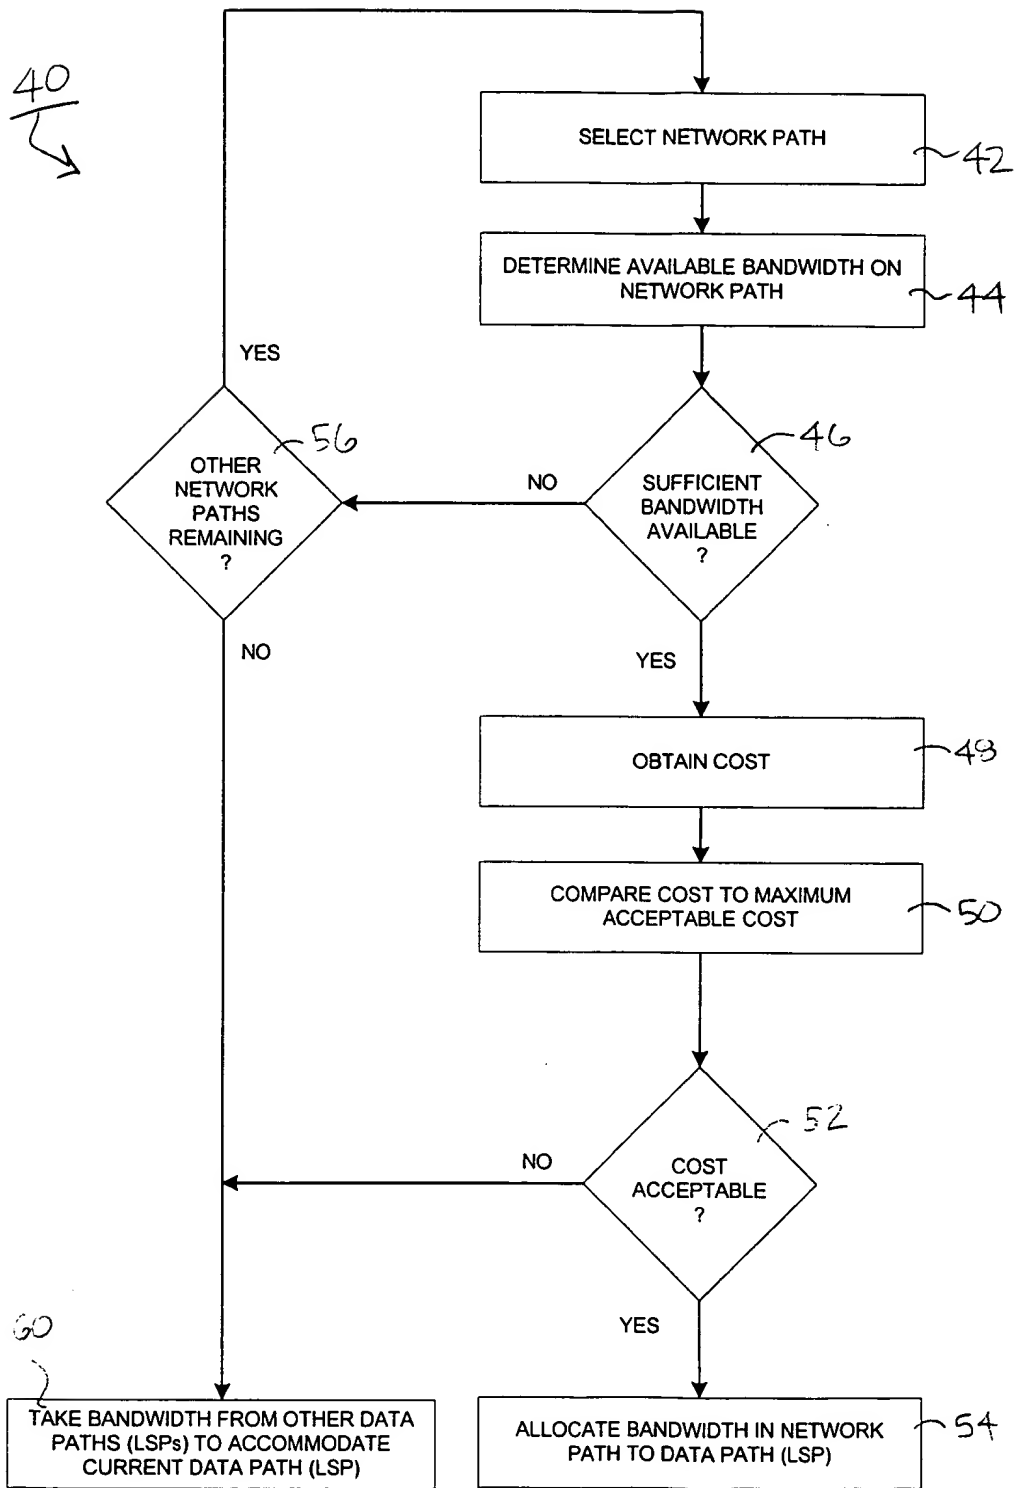 40
SELECT NETWORK PATH
42
DETERMINE AVAILABLE BANDWIDTH ON
NETWORK PATH
44
YES
56
OTHER
NETWORK
PATHS
REMAINING
?
NO
46
SUFFICIENT
BANDWIDTH
AVAILABLE
?
NO
YES
OBTAIN COST
48
COMPARE COST TO MAXIMUM
ACCEPTABLE COST
50
52
COST
ACCEPTABLE
?
NO
YES
60
TAKE BANDWIDTH FROM OTHER DATA
PATHS (LSPs) TO ACCOMMODATE
CURRENT DATA PATH (LSP)
ALLOCATE BANDWIDTH IN NETWORK
PATH TO DATA PATH (LSP)
54